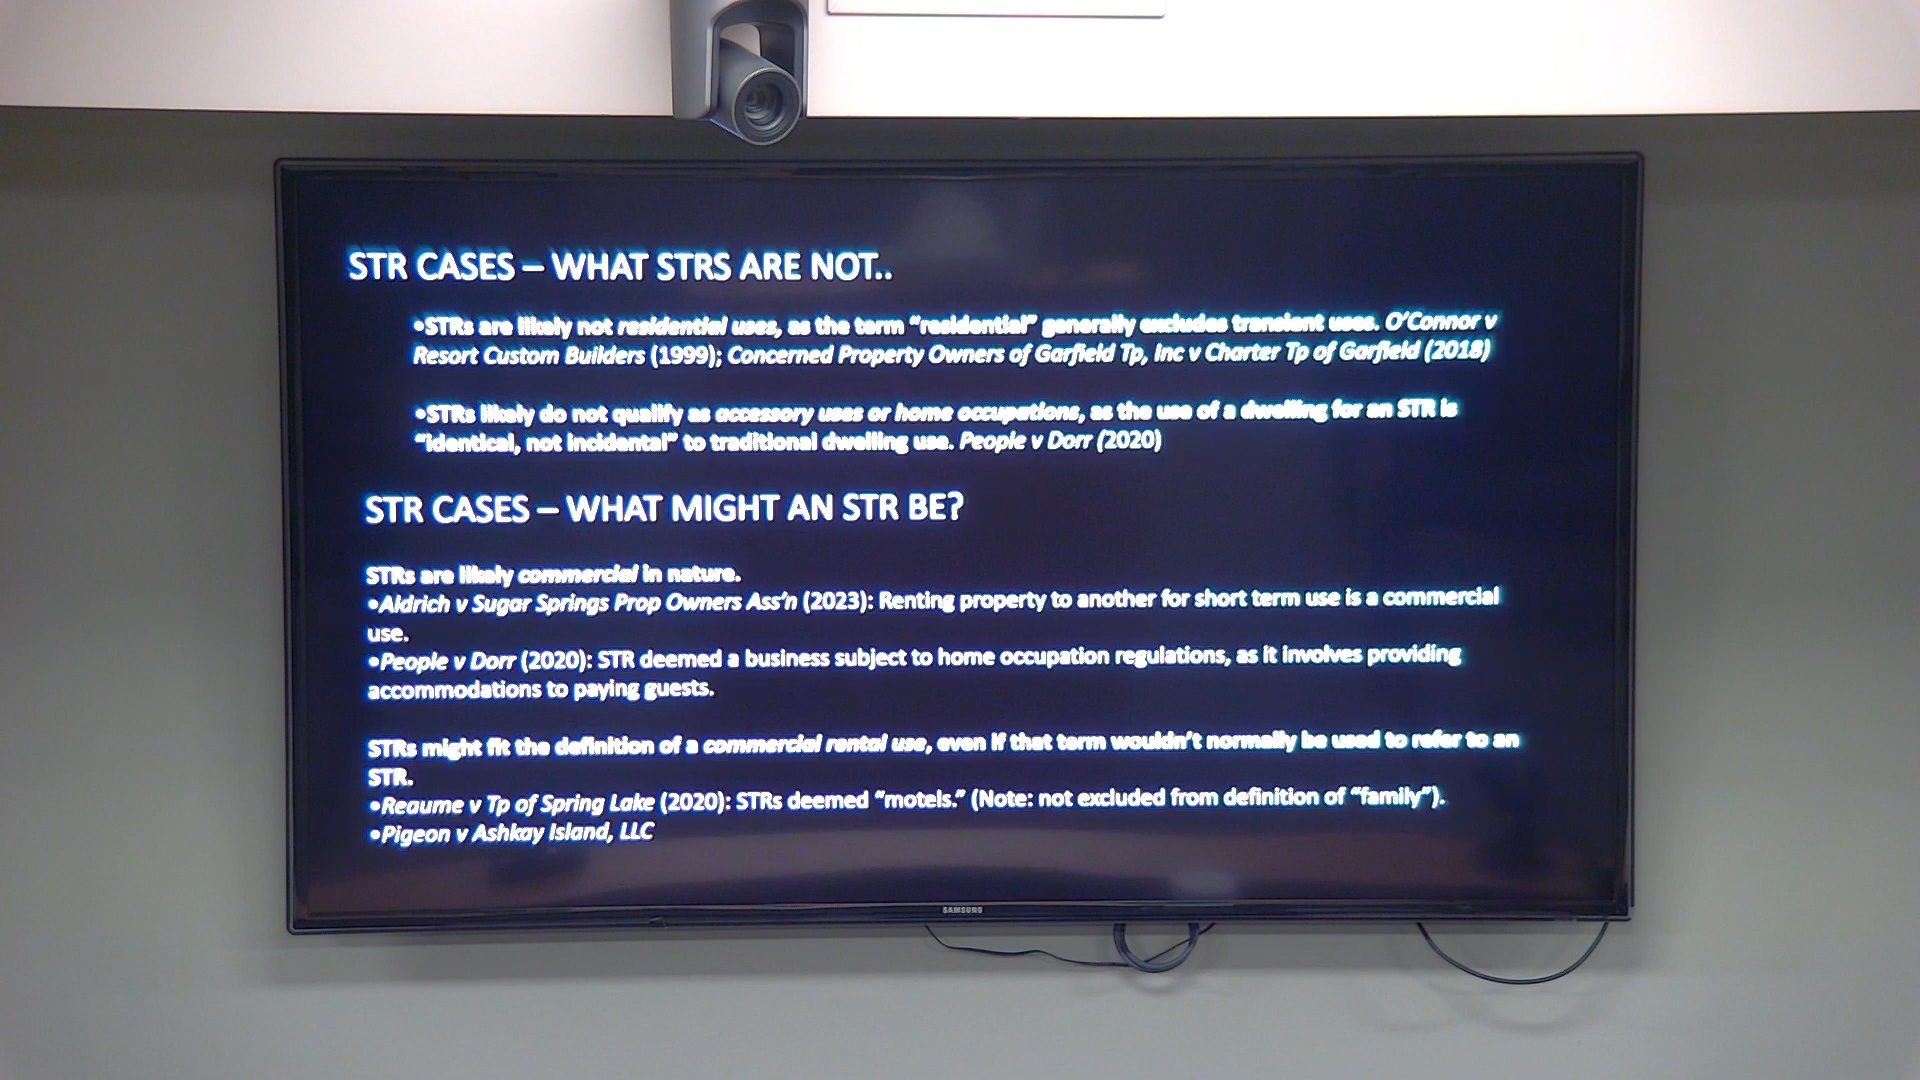 STR CASES – WHAT STRS ARE NOT..
•STRs are likely not residential uses, as the term “residential” generally excludes transient uses. O’Connor v
Resort Custom Builders (1999); Concerned Property Owners of Garfield Tp, Inc v Charter Tp of Garfield (2018)
•STRs likely do not qualify as accessory uses or home occupations, as the use of a dwelling for an STR is
“identical, not incidental” to traditional dwelling use. People v Dorr (2020)
STR CASES – WHAT MIGHT AN STR BE?
STRs are likely commercial in nature.
•Aldrich v Sugar Springs Prop Owners Ass’n (2023): Renting property to another for short term use is a commercial
use.
•People v Dorr (2020): STR deemed a business subject to home occupation regulations, as it involves providing
accommodations to paying guests.
STRs might fit the definition of a commercial rental use, even if that term wouldn’t normally be used to refer to an
STR.
•Reaume v Tp of Spring Lake (2020): STRs deemed “motels.” (Note: not excluded from definition of “family”).
•Pigeon v Ashkay Island, LLC
SAMSUNG